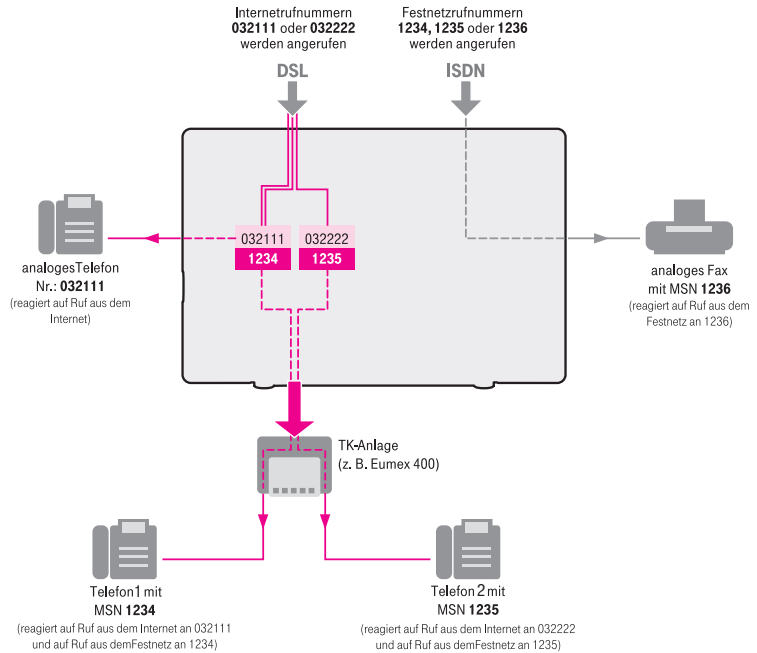 Internetrufnummern
032111 oder 032222
werden angerufen
DSL
Festnetzrufnummern
1234, 1235 oder 1236
werden angerufen
ISDN
032111
1234
032222
1235
analogesTelefon
Nr.: 032111
(reagiert auf Ruf aus dem
Internet)
analoges Fax
mit MSN 1236
(reagiert auf Ruf aus dem
Festnetz an 1236)
TK-Anlage
(z. B. Eumex 400)
Telefon1 mit
MSN 1234
(reagiert auf Ruf aus dem Internet an 032111
und auf Ruf aus demFestnetz an 1234)
Telefon 2 mit
MSN 1235
(reagiert auf Ruf aus dem Internet an 032222
und auf Ruf aus demFestnetz an 1235)